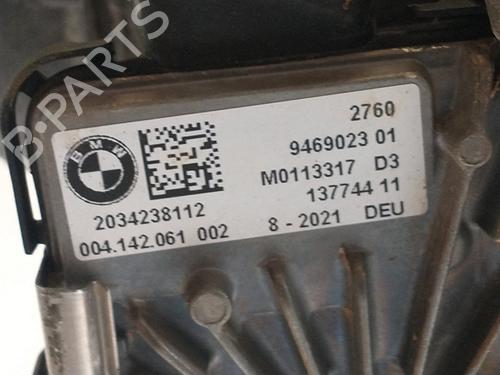 B-PARTS
BMW
2760
9469023 01
M0113317 D3
137744 11
2034238112
004.142.061 002 8 - 2021 DEU